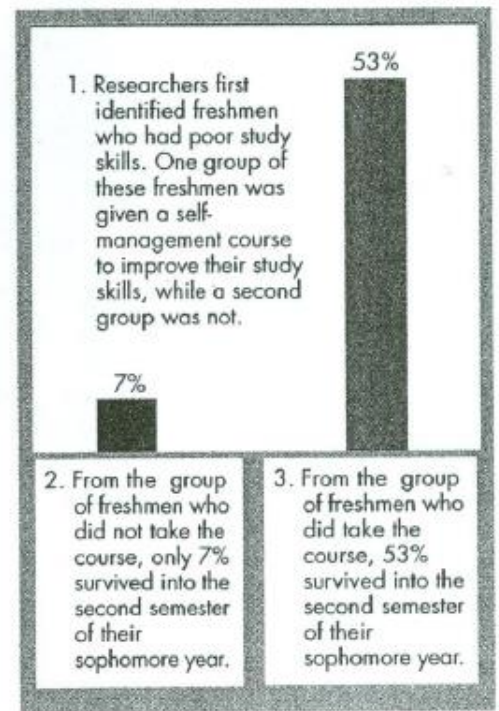 53%
1. Researchers first
identified freshmen
who had poor study
skills. One group of
these freshmen was
given a self-
management course
to improve their study
skills, while a second
group was not.
7%
2. From the group
of freshmen who
did not take the
course, only 7%
survived into the
second semester
of their
sophomore year.
3. From the group
of freshmen who
did take the
course, 53%
survived into the
second semester
of their
sophomore year.